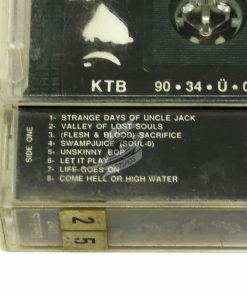 KTB 90・34・Ü・0
SIDE ONE
1- STRANGE DAYS OF UNCLE JACK
2- VALLEY OF LOST SOULS
3- (FLESH & BLOOD) SACRIFICE
4- SWAMPJUICE (SOUL-O)
5- UNSKINNY BOP
6- LET IT PLAY
7- LIFE GOES ON
8- COME HELL OR HIGH WATER
2 5